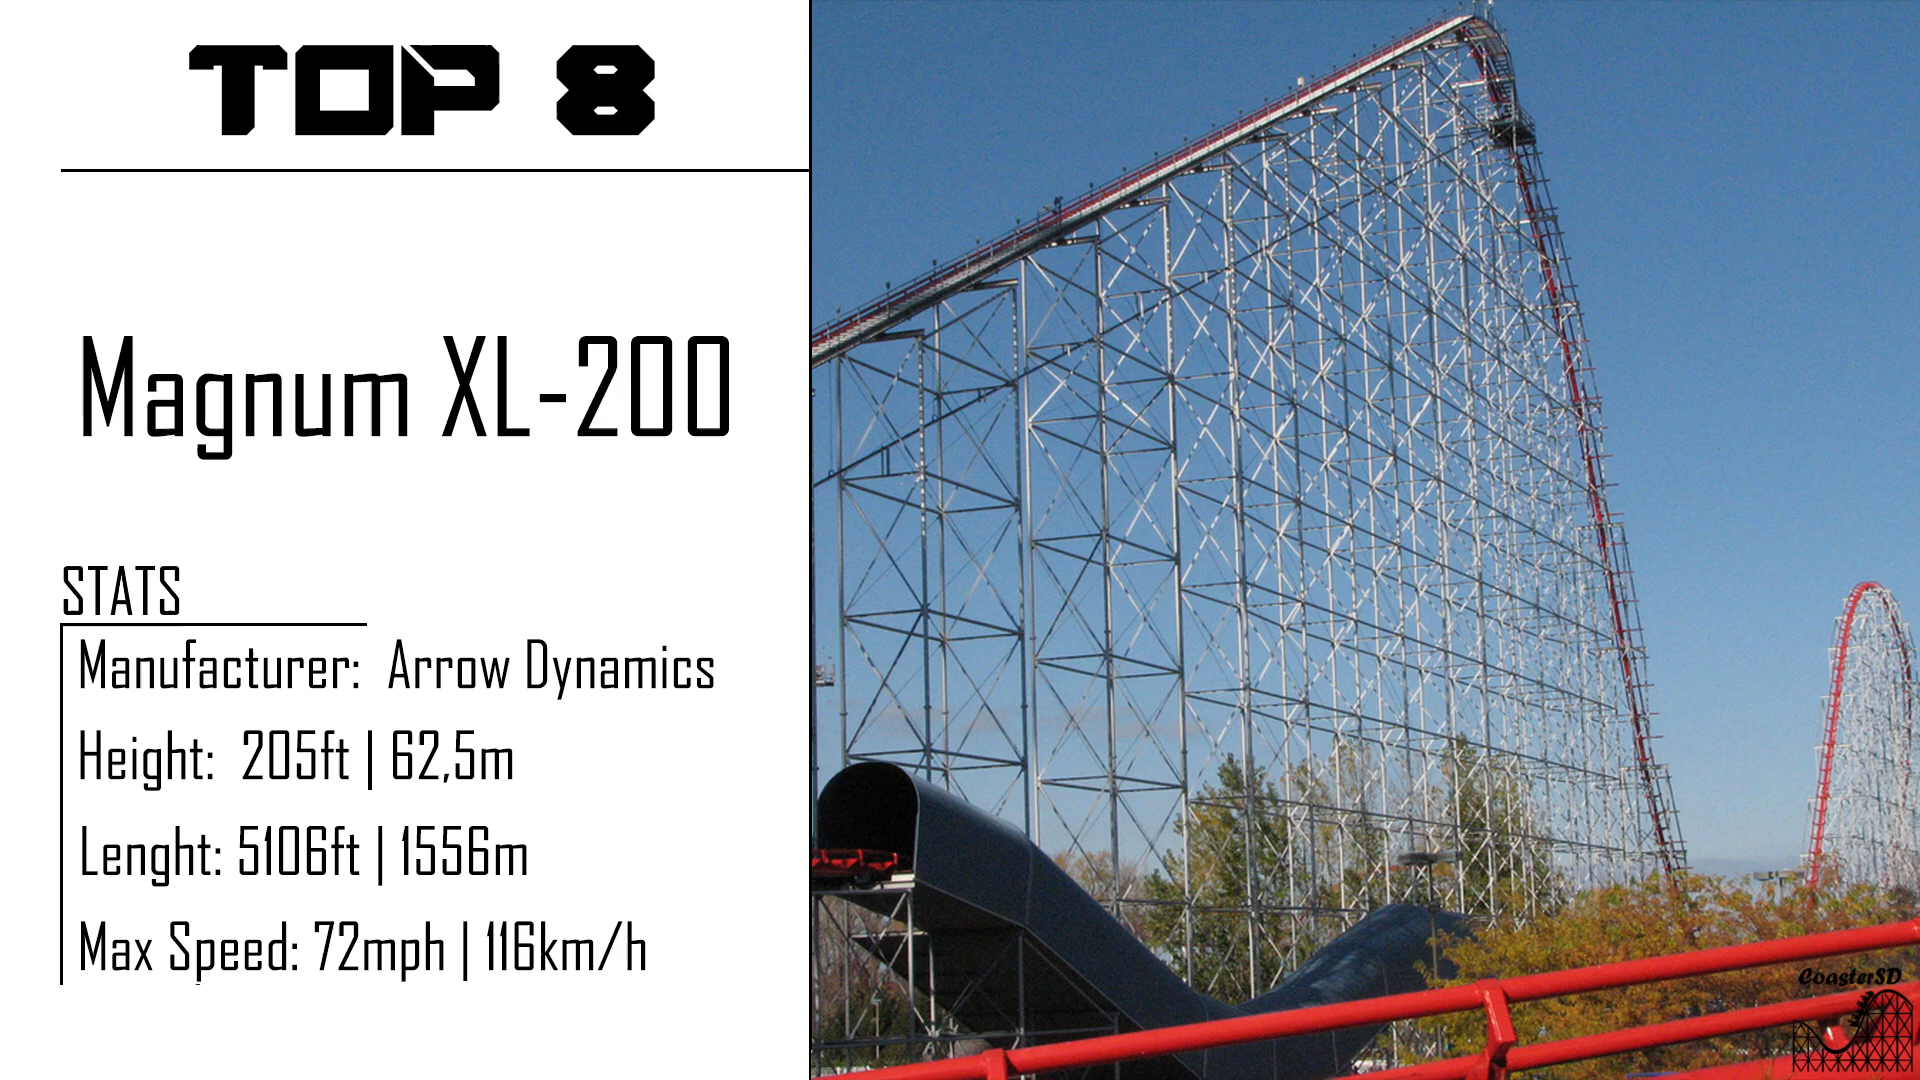 TOP 8
Magnum XL-200
STATS
Manufacturer: Arrow Dynamics
Height: 205ft | 62,5m
Lenght: 5106ft | 1556m
Max Speed: 72mph | 116km/h
CoasterSD